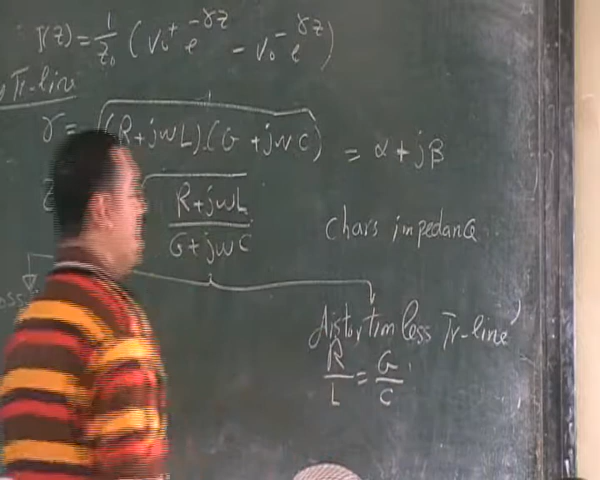 I(z) = 1/z₀ (V₀⁺ e^-γz - V₀⁻ e^γz)
Tr-line
γ = √(R+jωL).(G+jωC) = α + jβ
√(R+jωL)/(G+jωC) Chars impedance
distortionless Tr-line
R/L = G/C